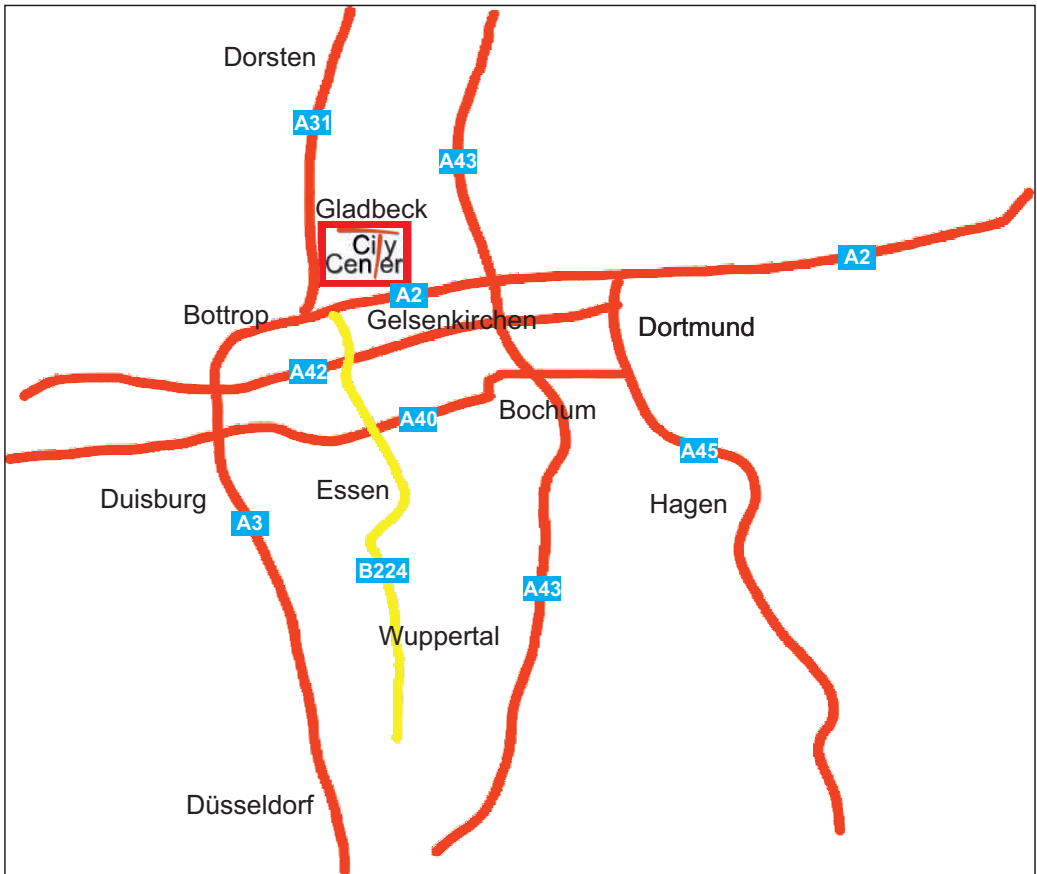 Dorsten
A31
A43
Gladbeck
City
Center
A2
A2
Bottrop
Gelsenkirchen
Dortmund
A42
A40
Bochum
A45
Duisburg
Essen
Hagen
A3
B224
A43
Wuppertal
Düsseldorf